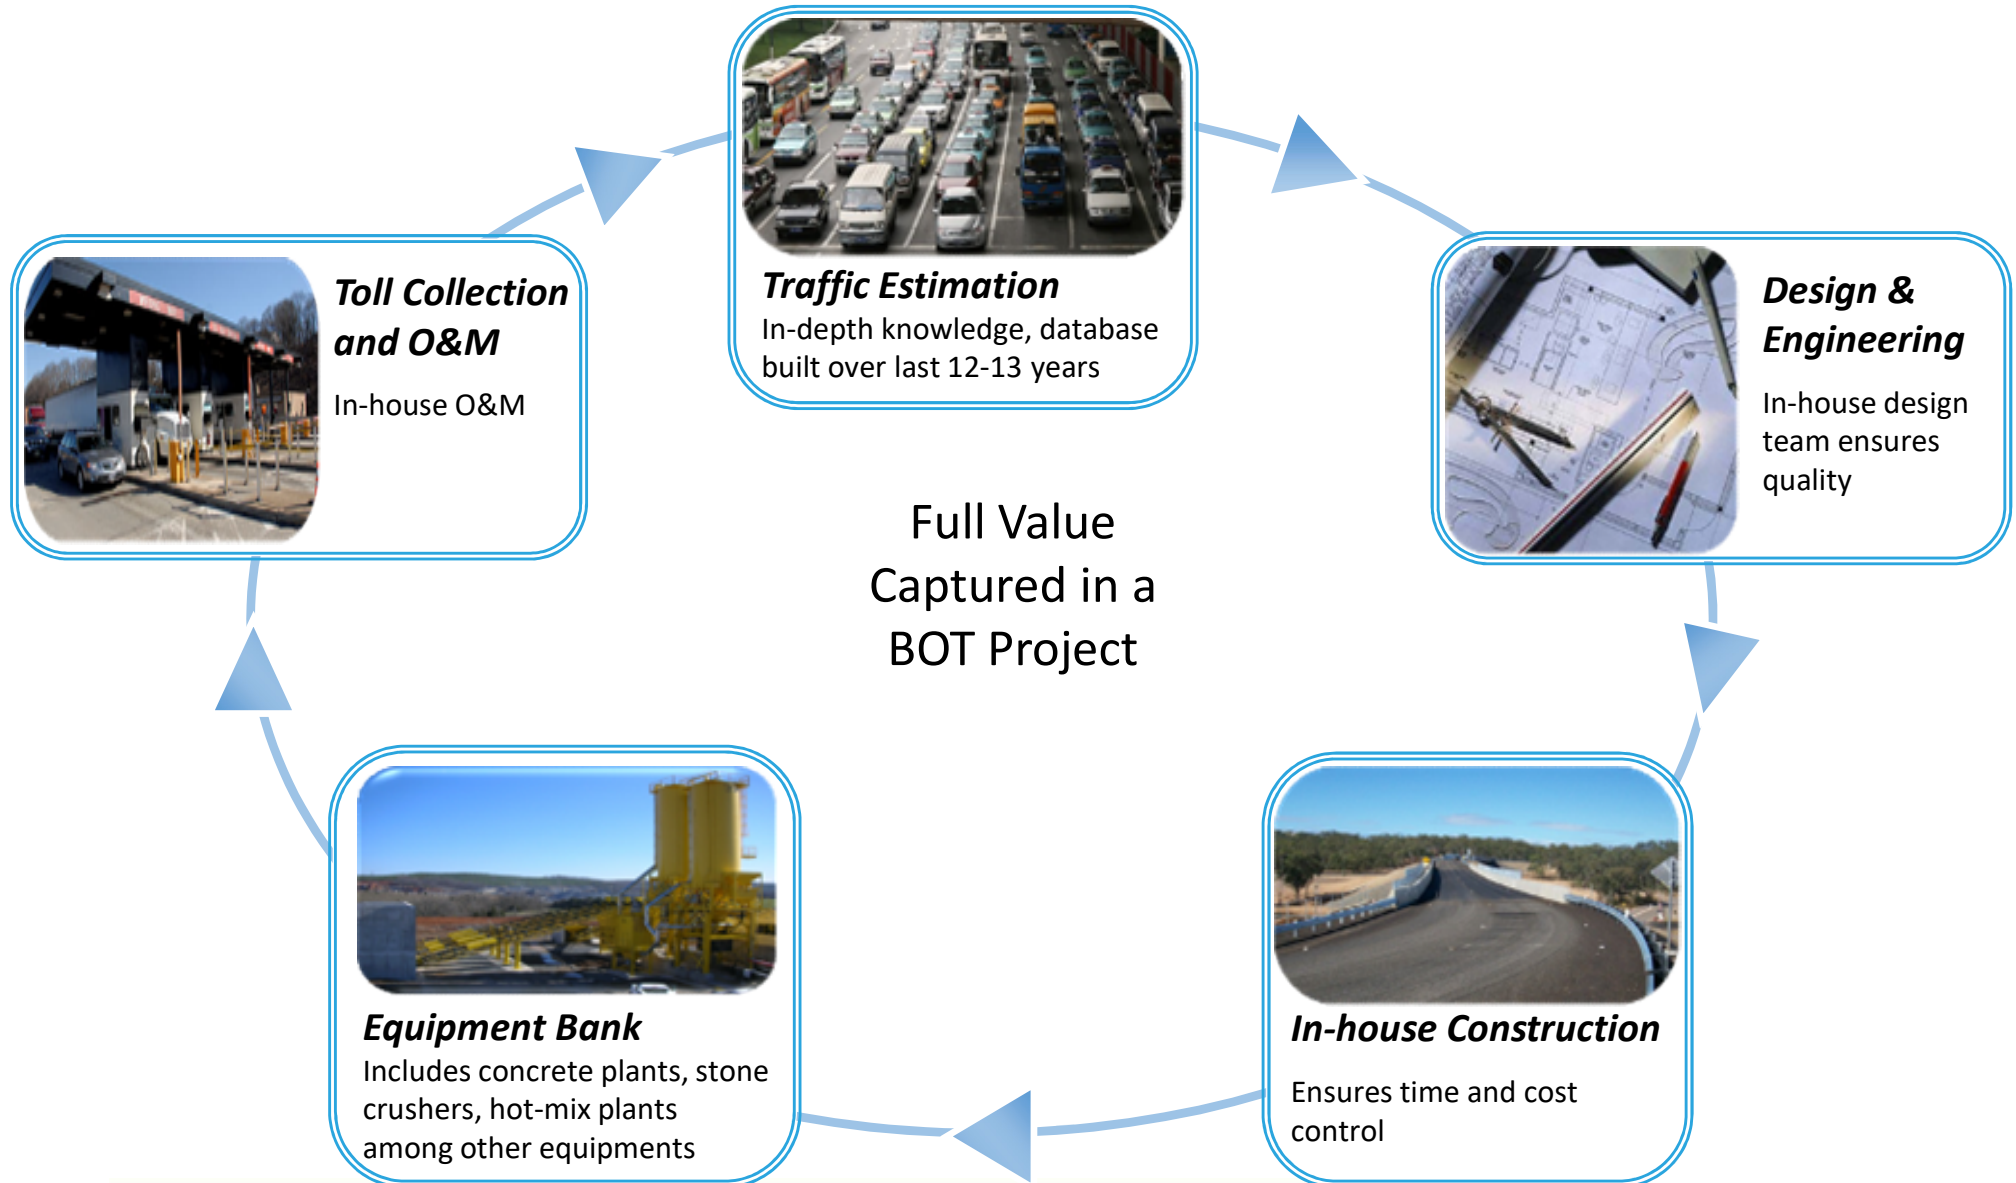 Traffic Estimation
In-depth knowledge, database
built over last 12-13 years
Toll Collection
and O&M
In-house O&M
Design &
Engineering
In-house design
team ensures
quality
Full Value
Captured in a
BOT Project
Equipment Bank
Includes concrete plants, stone
crushers, hot-mix plants
among other equipments
In-house Construction
Ensures time and cost
control